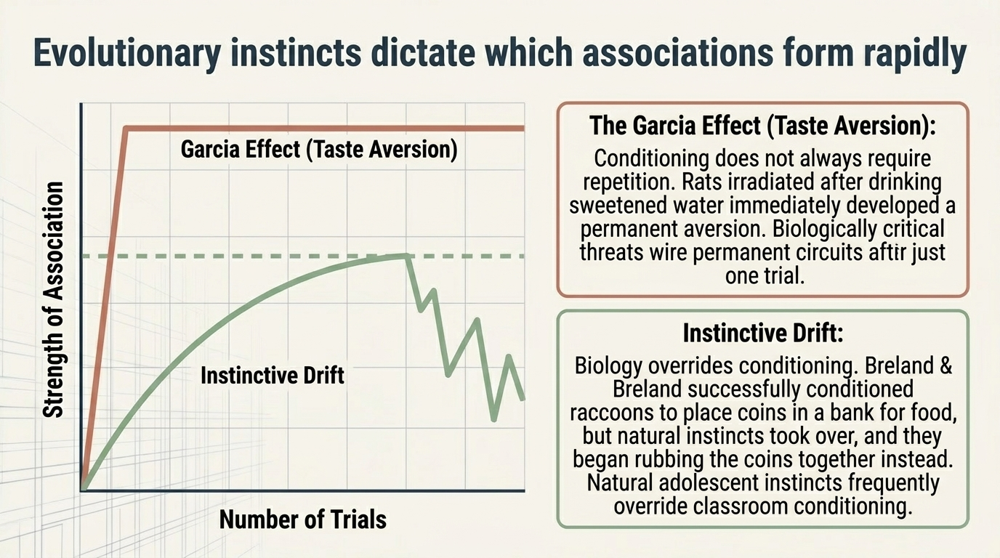 Evolutionary instincts dictate which associations form rapidly
Strength of Association
Garcia Effect (Taste Aversion)
Instinctive Drift
Number of Trials
The Garcia Effect (Taste Aversion):
Conditioning does not always require
repetition. Rats irradiated after drinking
sweetened water immediately developed a
permanent aversion. Biologically critical
threats wire permanent circuits aftir just
one trial.
Instinctive Drift:
Biology overrides conditioning. Breland &
Breland successfully conditioned
raccoons to place coins in a bank for food,
but natural instincts took over, and they
began rubbing the coins together instead.
Natural adolescent instincts frequently
override classroom conditioning.